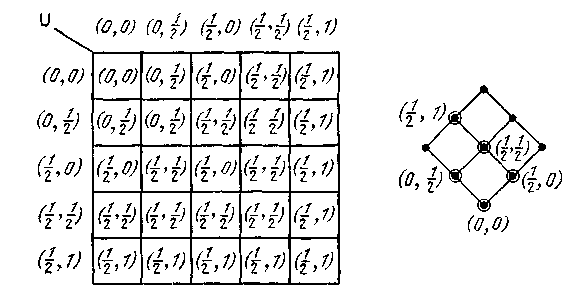 U (0, 0) (0, 1/2) (1/2, 0) (1/2, 1/2) (1/2, 1)
(0, 0) (0, 0) (0, 1/2) (1/2, 0) (1/2, 1/2) (1/2, 1)
(0, 1/2) (0, 1/2) (0, 1/2) (1/2, 1/2) (1/2 1/2) (1/2, 1)
(1/2, 0) (1/2, 0) (1/2, 1/2) (1/2, 0) (1/2, 1/2) (1/2, 1)
(1/2, 1/2) (1/2, 1/2) (1/2, 1/2) (1/2, 1/2) (1/2, 1/2) (1/2, 1)
(1/2, 1) (1/2, 1) (1/2, 1) (1/2, 1) (1/2, 1) (1/2, 1)
(1/2, 1)
(1/2, 1/2)
(0, 1/2) (1/2, 0)
(0, 0)